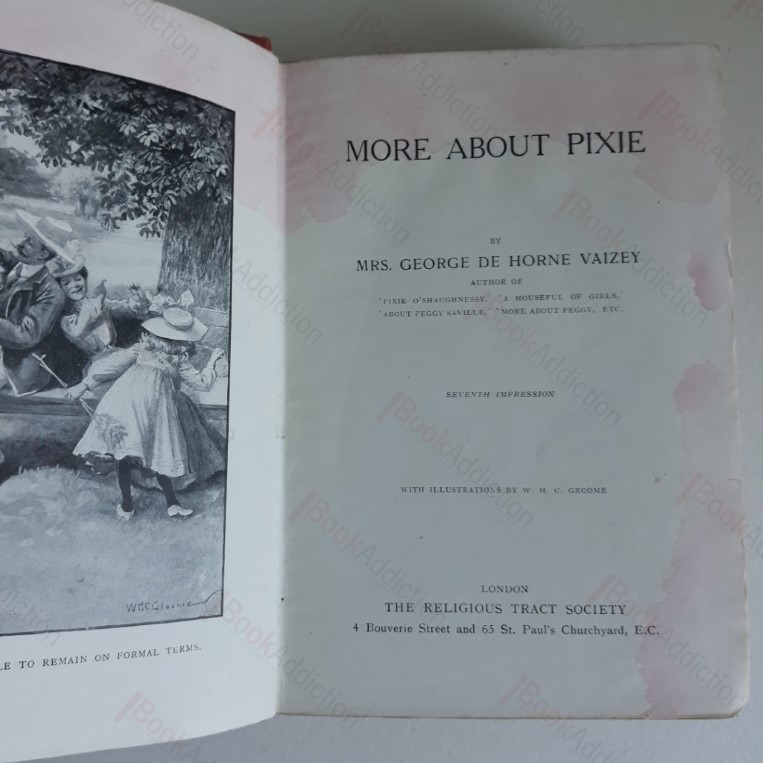 W.H.C. Groome
LE TO REMAIN ON FORMAL TERMS.
MORE ABOUT PIXIE
BY
MRS. GEORGE DE HORNE VAIZEY
AUTHOR OF
'PIXIE O'SHAUGHNESSY,' 'A HOUSEFUL OF GIRLS,'
'ABOUT PEGGY SAVILLE,' 'MORE ABOUT PEGGY,' ETC.
SEVENTH IMPRESSION
WITH ILLUSTRATIONS BY W. H. C. GROOME
LONDON
THE RELIGIOUS TRACT SOCIETY
4 Bouverie Street and 65 St. Paul's Churchyard, E.C.
BookAddiction